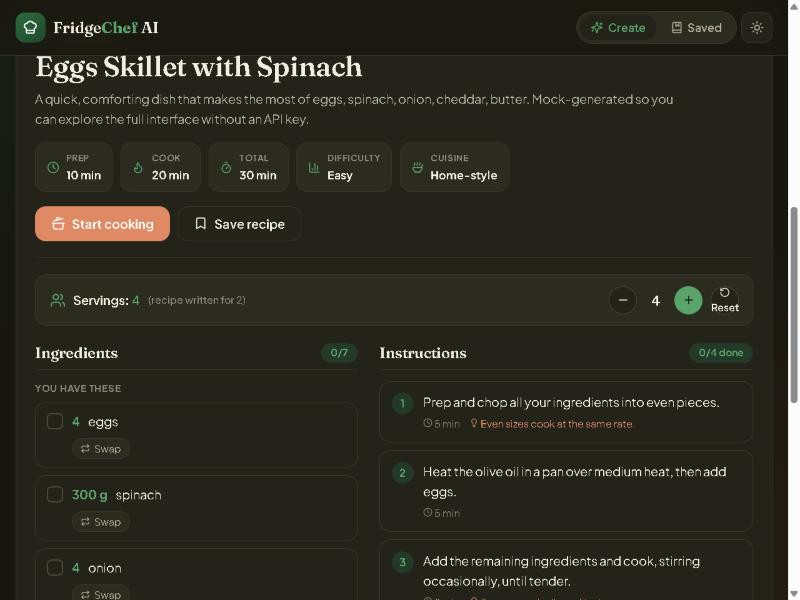 FridgeChef AI
Create
Saved
Eggs Skillet with Spinach
A quick, comforting dish that makes the most of eggs, spinach, onion, cheddar, butter. Mock-generated so you
can explore the full interface without an API key.
PREP
10 min
COOK
20 min
TOTAL
30 min
DIFFICULTY
Easy
CUISINE
Home-style
Start cooking
Save recipe
Servings: 4 (recipe written for 2)
4
Reset
Ingredients
0/7
YOU HAVE THESE
4 eggs
Swap
300 g spinach
Swap
4 onion
Swap
Instructions
0/4 done
1 Prep and chop all your ingredients into even pieces.
5 min Even sizes cook at the same rate.
2 Heat the olive oil in a pan over medium heat, then add
eggs.
5 min
3 Add the remaining ingredients and cook, stirring
occasionally, until tender.